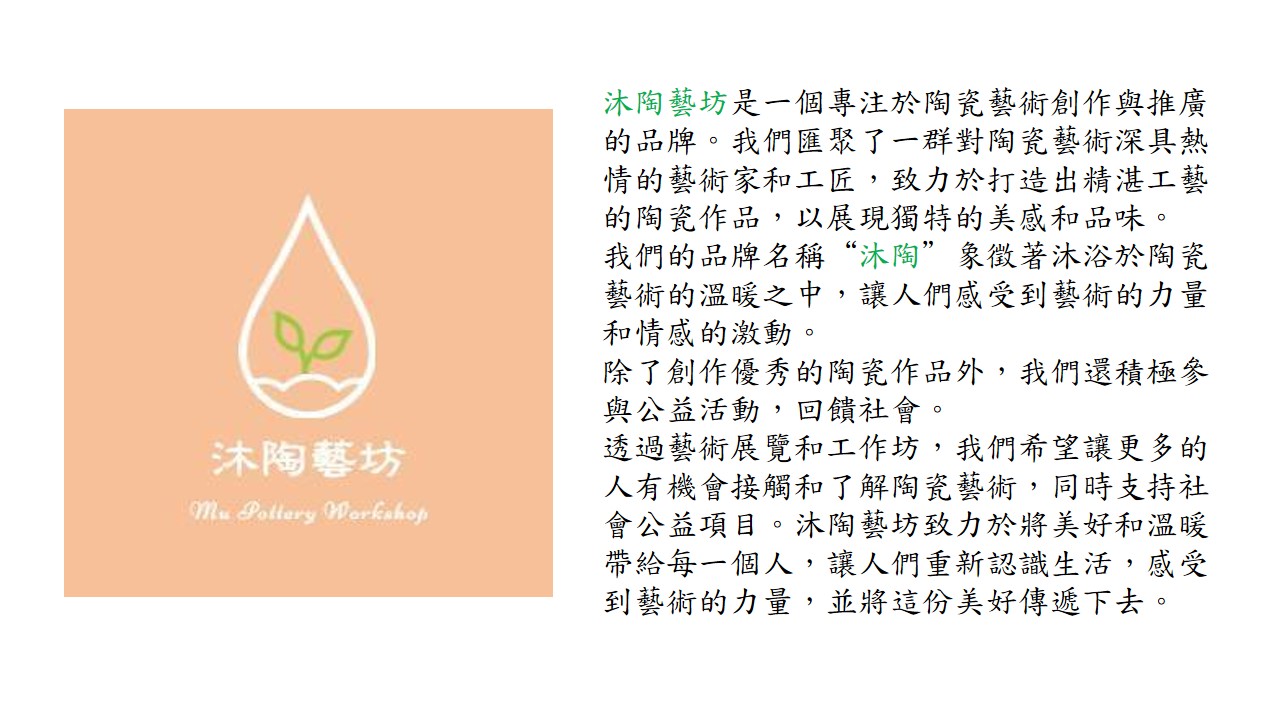 沐陶藝坊
Mu Pottery Workshop
沐陶藝坊是一個專注於陶瓷藝術創作與推廣
的品牌。我們匯聚了一群對陶瓷藝術深具熱
情的藝術家和工匠，致力於打造出精湛工藝
的陶瓷作品，以展現獨特的美感和品味。
我們的品牌名稱“沐陶” 象徵著沐浴於陶瓷
藝術的溫暖之中，讓人們感受到藝術的力量
和情感的激動。
除了創作優秀的陶瓷作品外，我們還積極參
與公益活動，回饋社會。
透過藝術展覽和工作坊，我們希望讓更多的
人有機會接觸和了解陶瓷藝術，同時支持社
會公益項目。沐陶藝坊致力於將美好和溫暖
帶給每一個人，讓人們重新認識生活，感受
到藝術的力量，並將這份美好傳遞下去。